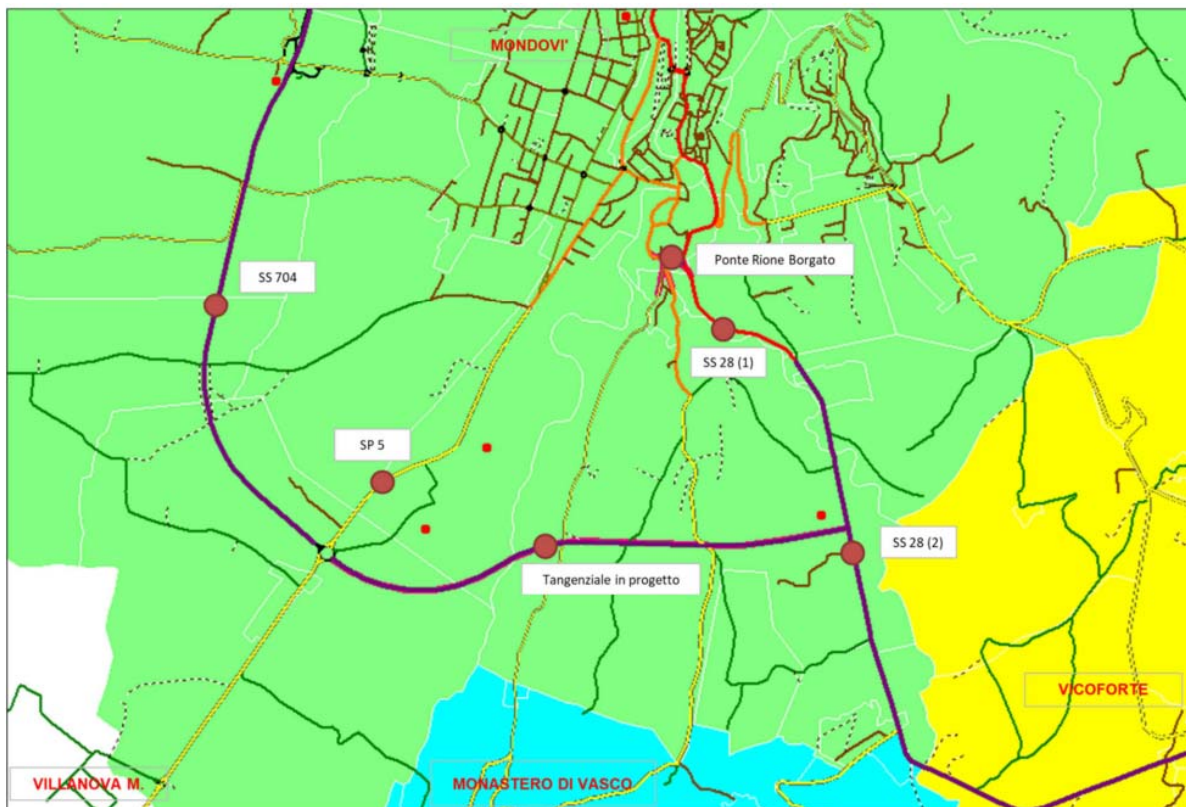 MONDOVI'
Ponte Rione Borgato
SS 704
SS 28 (1)
SP 5
SS 28 (2)
Tangenziale in progetto
VICOFORTE
VILLANOVA M.
MONASTERO DI VASCO